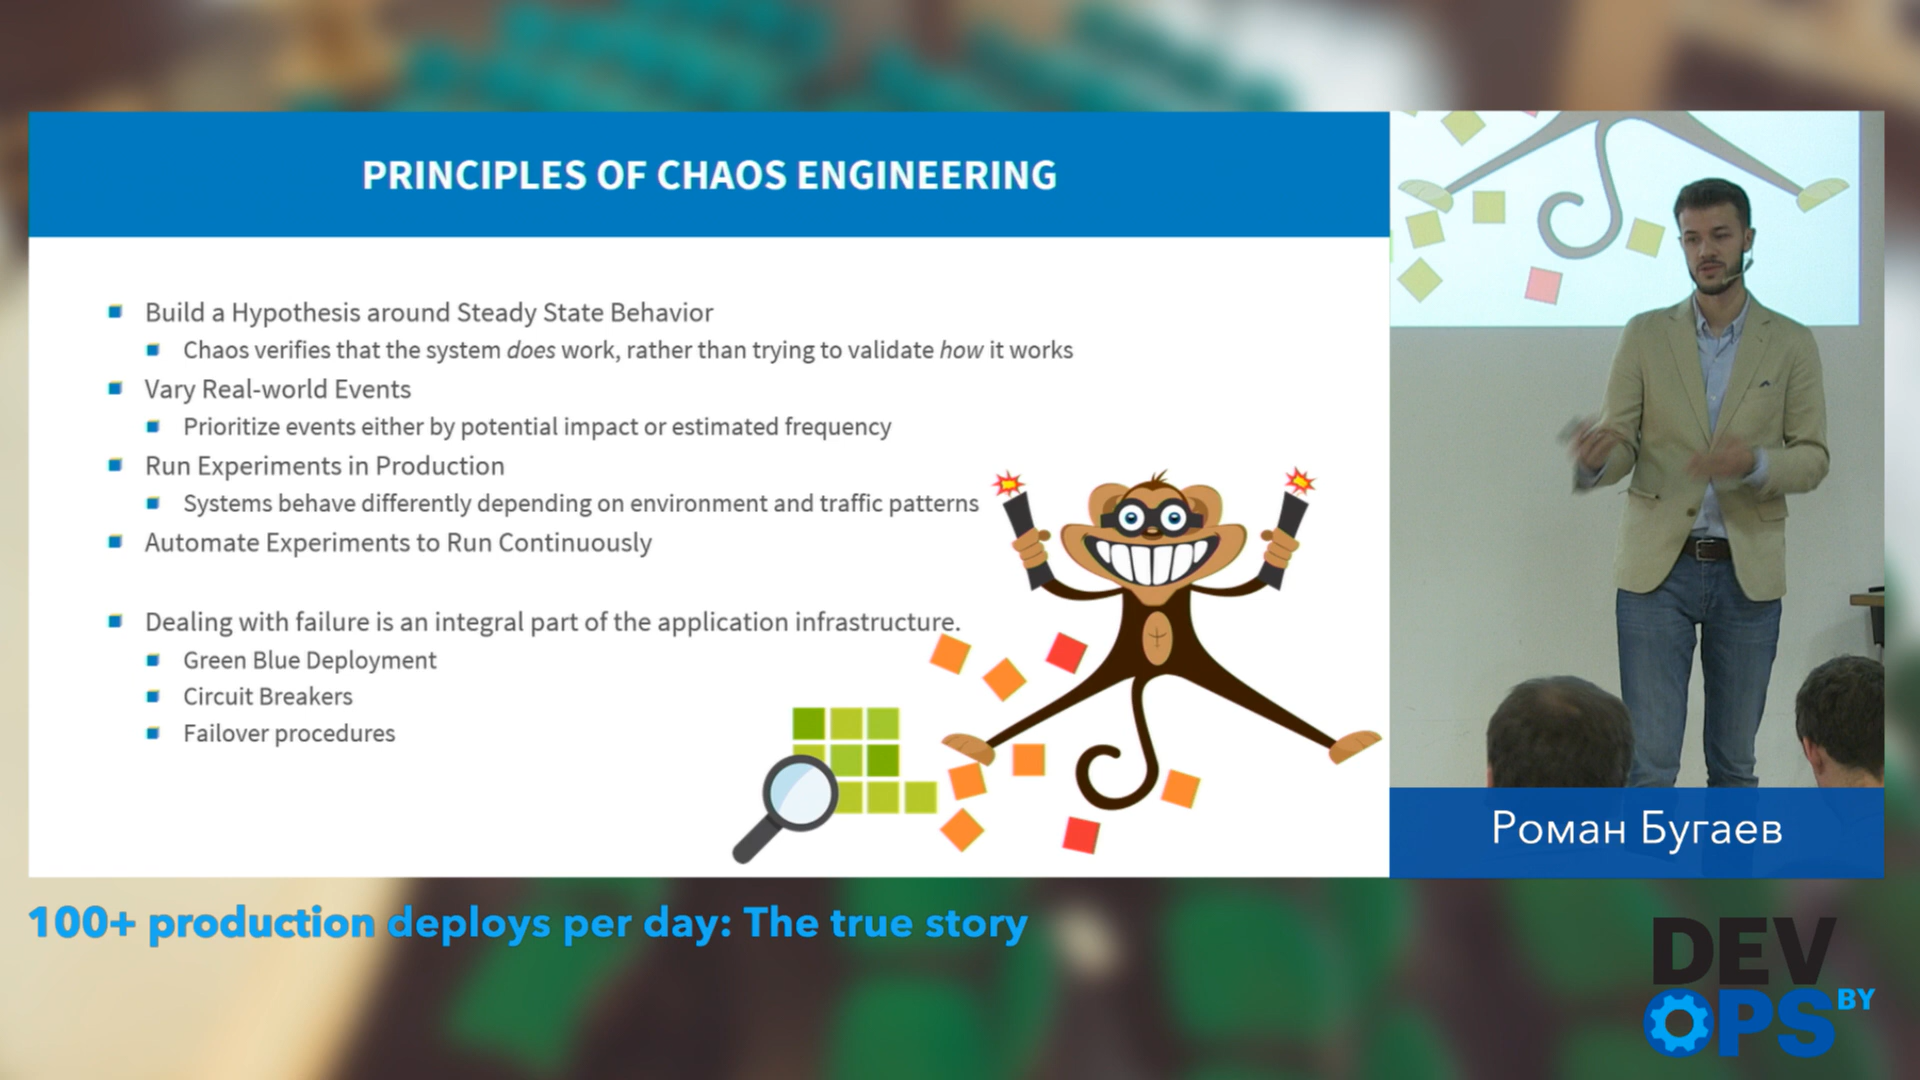 PRINCIPLES OF CHAOS ENGINEERING
Build a Hypothesis around Steady State Behavior
Chaos verifies that the system does work, rather than trying to validate how it works
Vary Real-world Events
Prioritize events either by potential impact or estimated frequency
Run Experiments in Production
Systems behave differently depending on environment and traffic patterns
Automate Experiments to Run Continuously
Dealing with failure is an integral part of the application infrastructure.
Green Blue Deployment
Circuit Breakers
Failover procedures
Роман Бугаев
100+ production deploys per day: The true story
DEV
OPS BY